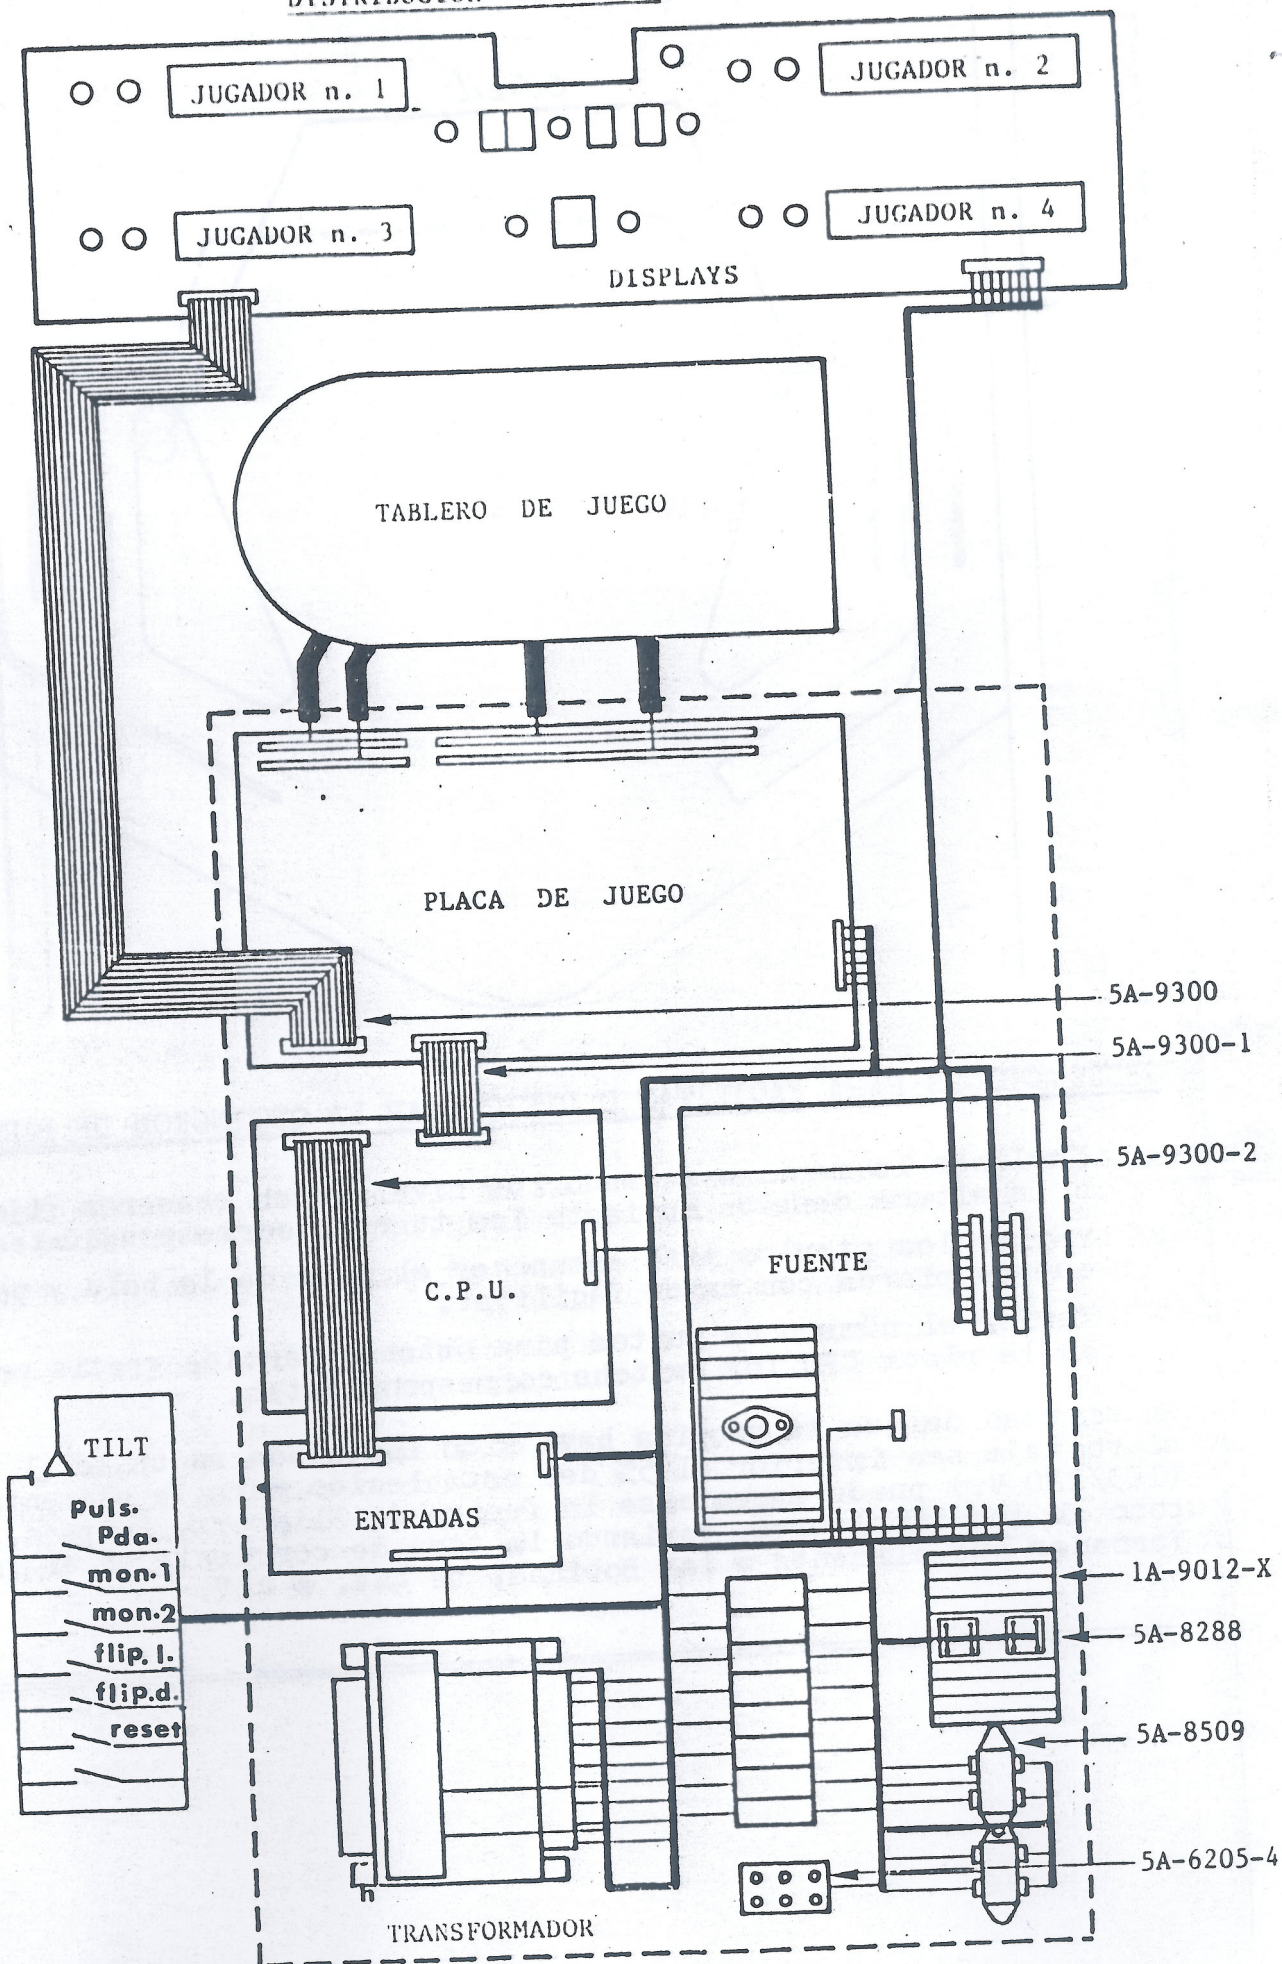 JUGADOR n. 1
JUGADOR n. 2
JUGADOR n. 3
JUGADOR n. 4
DISPLAYS
TABLERO DE JUEGO
PLACA DE JUEGO
5A-9300
5A-9300-1
5A-9300-2
FUENTE
C.P.U.
TILT
ENTRADAS
Puls.
Pda.
mon.1
mon.2
flip.I.
flip.d.
reset
1A-9012-X
5A-8288
5A-8509
5A-6205-4
TRANSFORMADOR